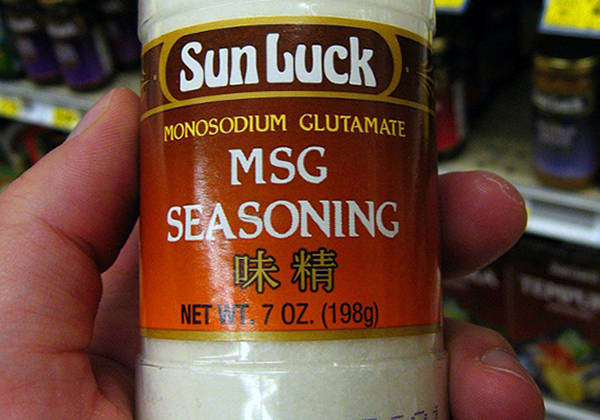 Sun Luck
MONOSODIUM GLUTAMATE
MSG
SEASONING
味精
NET WT. 7 OZ. (198g)